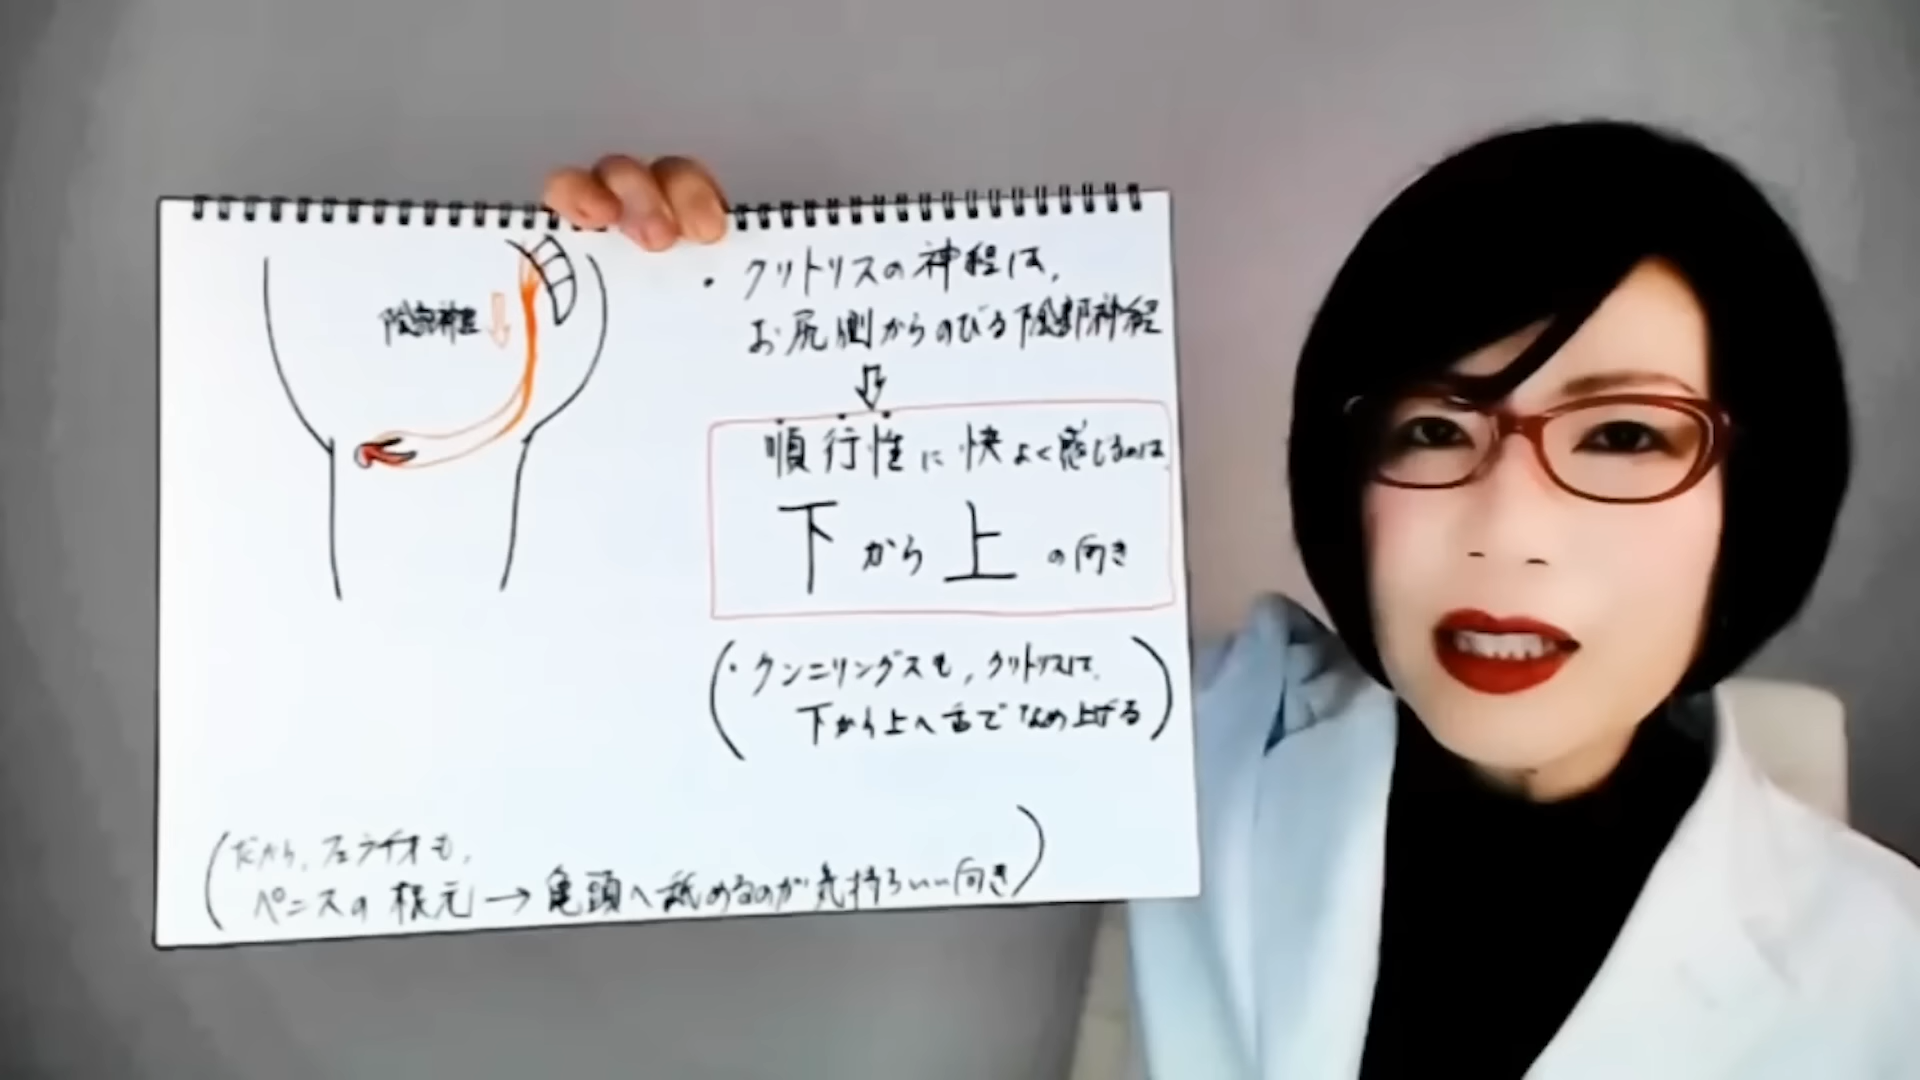 陰部神経
・クリトリスの神経は、
お尻側からのびる陰部神経
順行性に快よく感じるのは、
下から上の向き
(・クンニリングスも、クリトリスは、
下から上へ舌でなめ上げる)
(だから、フェラチオも、
ペニスの根元→亀頭へ舐めるのが気持ちいい向き)